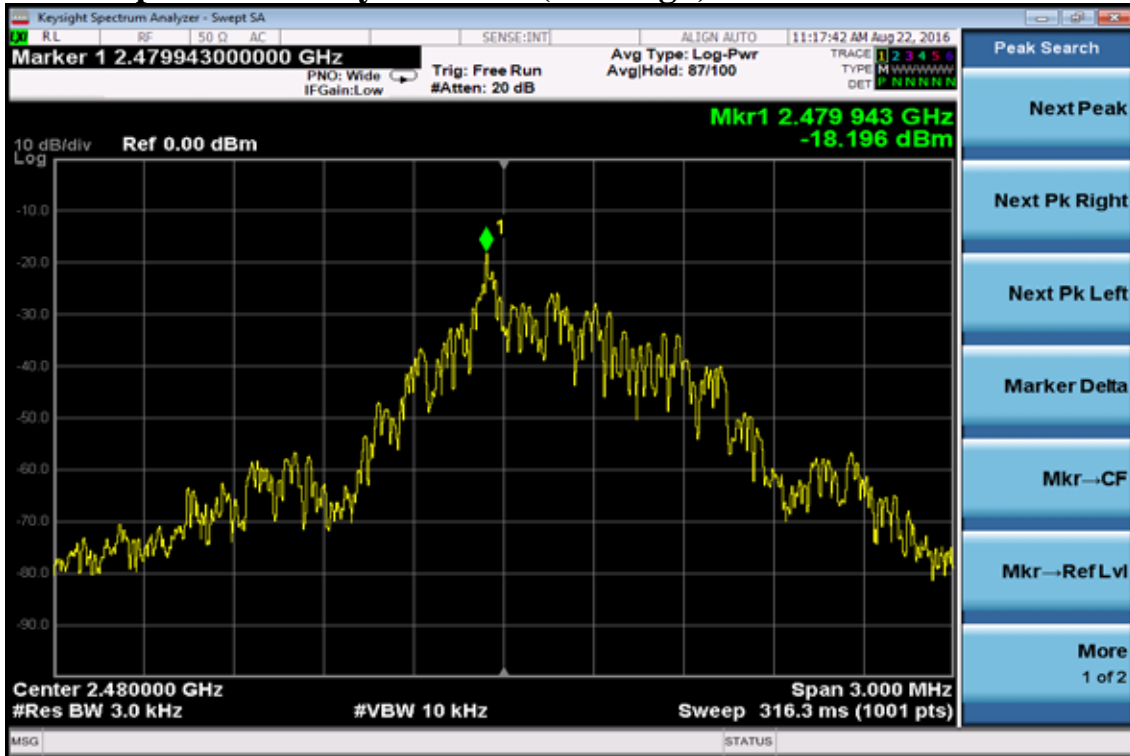 Keysight Spectrum Analyzer - Swept SA
RL RF 50 Ω AC SENSE:INT ALIGN AUTO 11:17:42 AM Aug 22, 2016
Marker 1 2.479943000000 GHz
PNO: Wide
IFGain:Low
Trig: Free Run
#Atten: 20 dB
Avg Type: Log-Pwr
Avg|Hold: 87/100
TRACE 1 2 3 4 5 6
TYPE M WWWWW
DET P N N N N N
Peak Search
Mkr1 2.479 943 GHz
-18.196 dBm
10 dB/div Ref 0.00 dBm
Log
-10.0
-20.0
-30.0
-40.0
-50.0
-60.0
-70.0
-80.0
-90.0
1
Center 2.480000 GHz Span 3.000 MHz
#Res BW 3.0 kHz #VBW 10 kHz Sweep 316.3 ms (1001 pts)
Next Peak
Next Pk Right
Next Pk Left
Marker Delta
Mkr→CF
Mkr→Ref Lvl
More
1 of 2
MSG STATUS